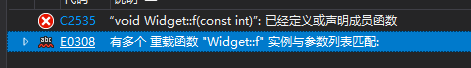 C2535 “void Widget::f(const int)”: 已经定义或声明成员函数
abc E0308 有多个 重载函数 "Widget::f" 实例与参数列表匹配: